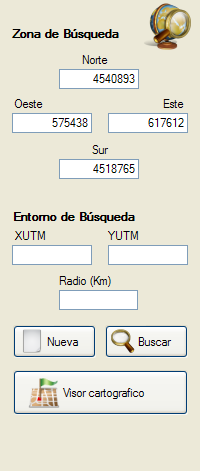 Zona de Búsqueda
Norte
4540893
Oeste Este
575438 617612
Sur
4518765
Entorno de Búsqueda
XUTM YUTM
Radio (Km)
Nueva Buscar
Visor cartografico